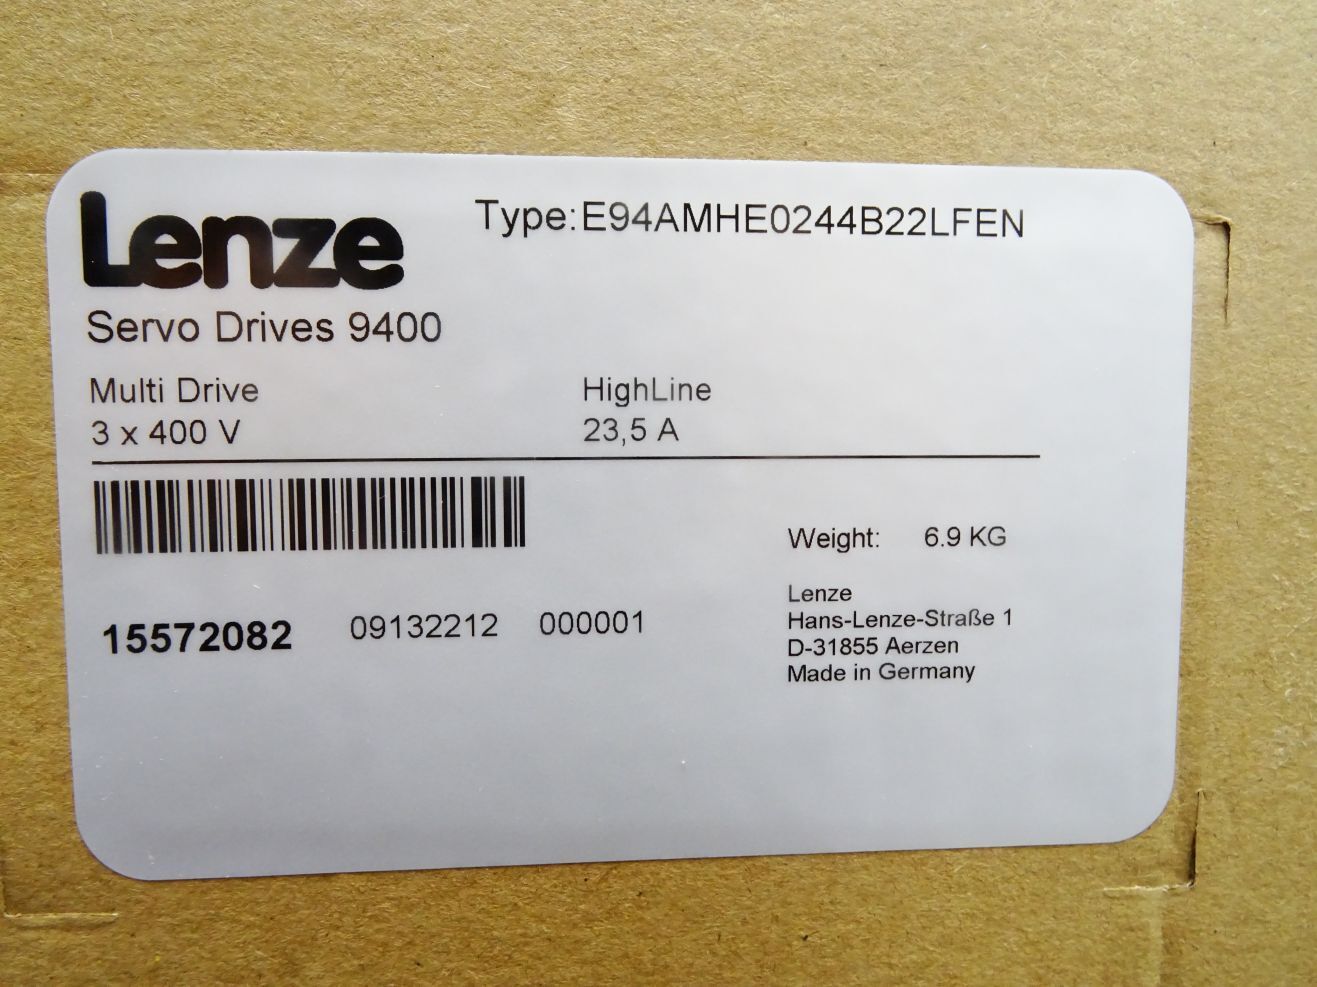 Lenze
Type:E94AMHE0244B22LFEN
Servo Drives 9400
Multi Drive HighLine
3 x 400 V 23,5 A
Weight: 6.9 KG
15572082 09132212 000001
Lenze
Hans-Lenze-Straße 1
D-31855 Aerzen
Made in Germany